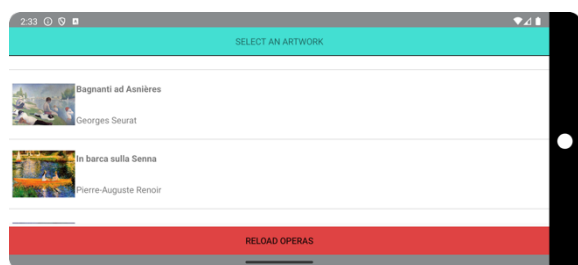 2:33
SELECT AN ARTWORK
Bagnanti ad Asnières
Georges Seurat
In barca sulla Senna
Pierre-Auguste Renoir
RELOAD OPERAS